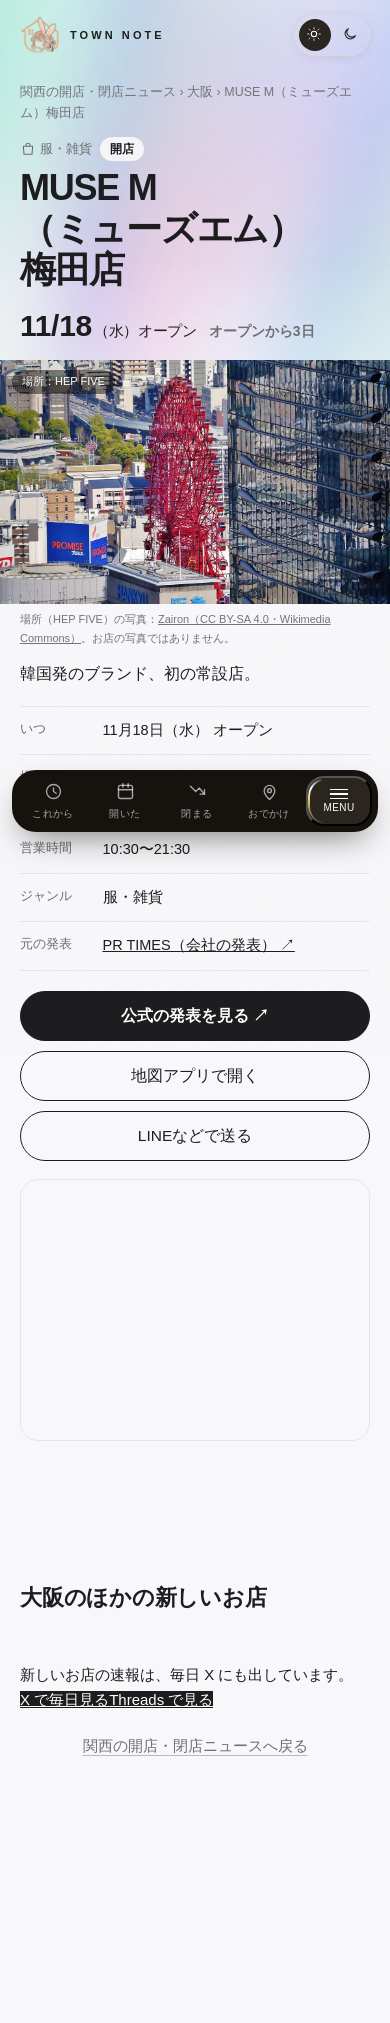 TOWN NOTE
関西の開店・閉店ニュース › 大阪 › MUSE M（ミューズエ
ム）梅田店
服・雑貨 開店
MUSE M
（ミューズエム）
梅田店
11/18（水）オープン オープンから3日
場所：HEP FIVE
PROMISE
場所（HEP FIVE）の写真：Zairon（CC BY-SA 4.0・Wikimedia
Commons）。お店の写真ではありません。
韓国発のブランド、初の常設店。
いつ 11月18日（水） オープン
これから 開いた 閉まる おでかけ MENU
営業時間 10:30〜21:30
ジャンル 服・雑貨
元の発表 PR TIMES（会社の発表） ↗
公式の発表を見る ↗
地図アプリで開く
LINEなどで送る
大阪のほかの新しいお店
新しいお店の速報は、毎日 X にも出しています。
X で毎日見るThreads で見る
関西の開店・閉店ニュースへ戻る